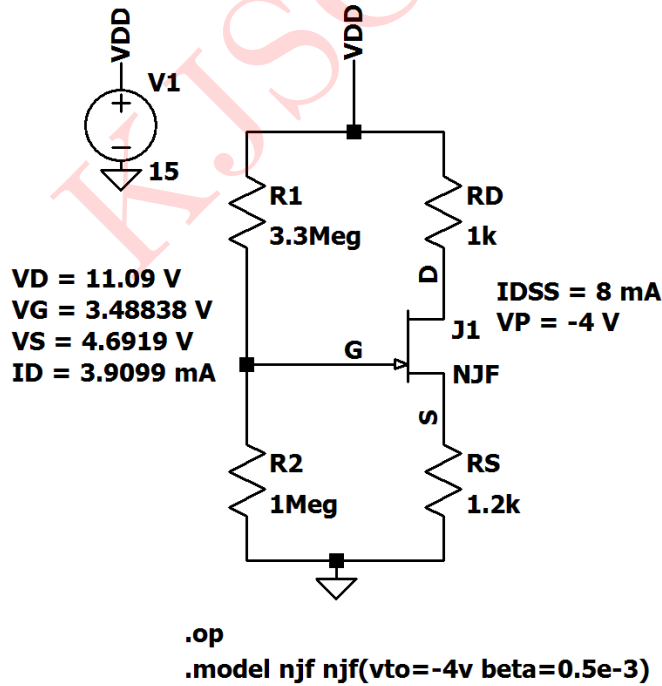 VDD
VDD
V1
15
R1
3.3Meg
RD
1k
VD = 11.09 V
VG = 3.48838 V
VS = 4.6919 V
ID = 3.9099 mA
D
IDSS = 8 mA
VP = -4 V
J1
G
NJF
S
R2
1Meg
RS
1.2k
.op
.model njf njf(vto=-4v beta=0.5e-3)
KJSC